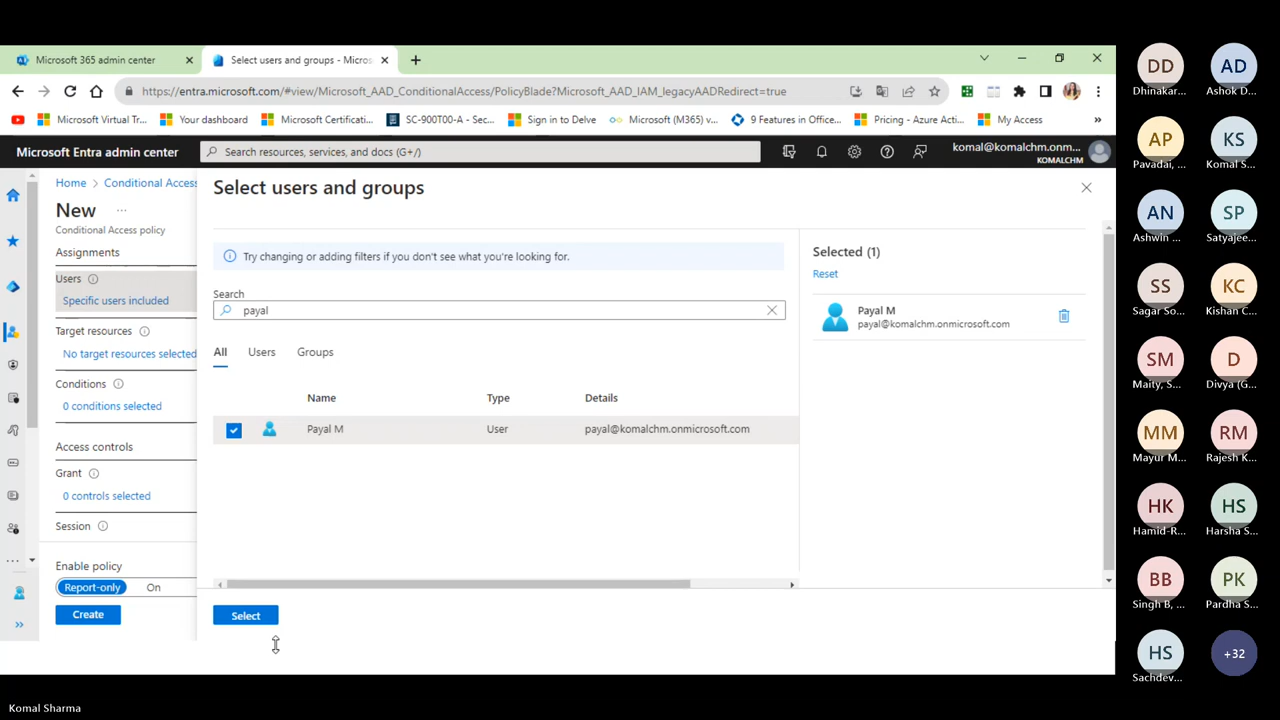 Microsoft 365 admin center
Select users and groups - Micros
https://entra.microsoft.com/#view/Microsoft_AAD_ConditionalAccess/PolicyBlade?Microsoft_AAD_IAM_legacyAADRedirect=true
Microsoft Virtual Tr...
Your dashboard
Microsoft Certificati...
SC-900T00-A - Sec...
Sign in to Delve
Microsoft (M365) v...
9 Features in Office...
Pricing - Azure Acti...
My Access
»
Microsoft Entra admin center
Search resources, services, and docs (G+/)
komal@komalchm.onm...
KOMALCHM
Home > Conditional Access
New ...
Conditional Access policy
Assignments
Users
Specific users included
Target resources
No target resources selected
Conditions
0 conditions selected
Access controls
Grant
0 controls selected
Session
Enable policy
Report-only
On
Create
Select users and groups
Try changing or adding filters if you don't see what you're looking for.
Search
payal
All
Users
Groups
Name
Type
Details
Payal M
User
payal@komalchm.onmicrosoft.com
Select
Selected (1)
Reset
Payal M
payal@komalchm.onmicrosoft.com
DD
Dhinakar...
AD
Ashok D...
AP
Pavadai, ...
KS
Komal S...
AN
Ashwin ...
SP
Satyajee...
SS
Sagar So...
KC
Kishan C...
SM
Maity, S...
D
Divya (G...
MM
Mayur M...
RM
Rajesh K...
HK
Hamid-R...
HS
Harsha S...
BB
Singh B, ...
PK
Pardha S...
HS
Sachdev...
+32
Komal Sharma